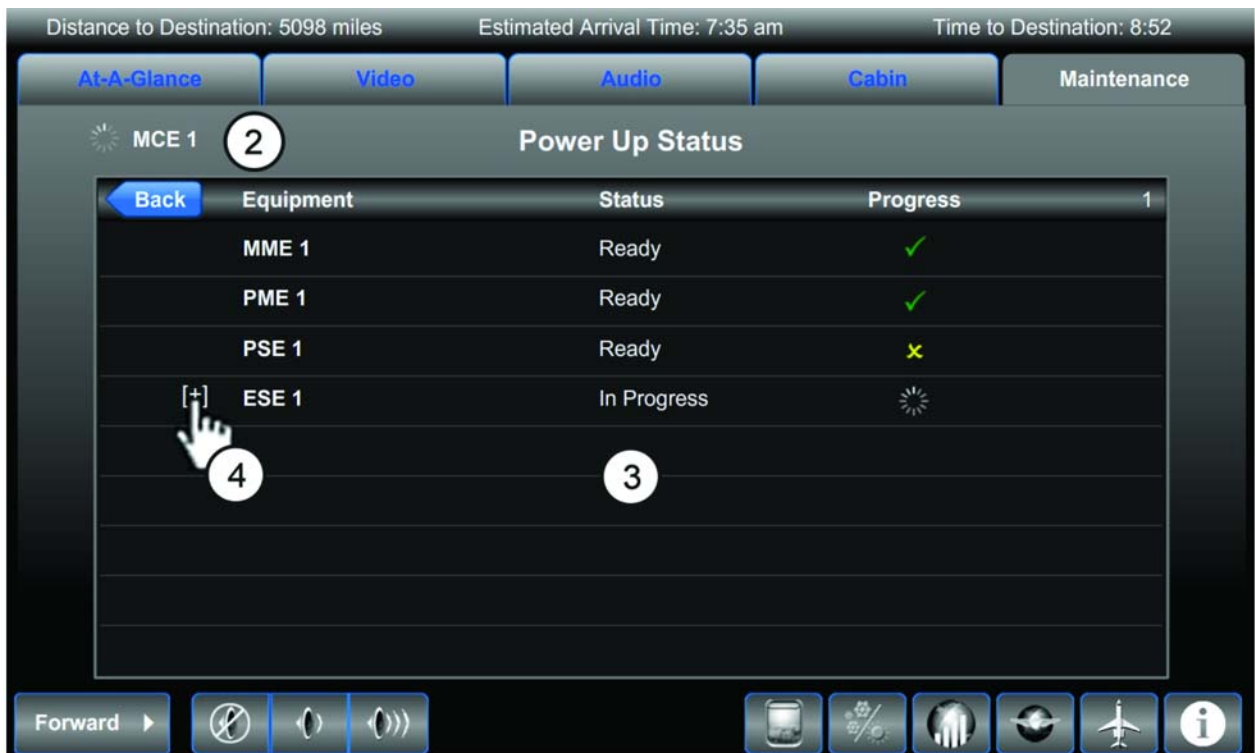 Distance to Destination: 5098 miles Estimated Arrival Time: 7:35 am Time to Destination: 8:52
At-A-Glance Video Audio Cabin Maintenance
MCE 1 2 Power Up Status
Back Equipment Status Progress 1
MME 1 Ready
PME 1 Ready
PSE 1 Ready
[+] ESE 1 In Progress
4 3
Forward
i